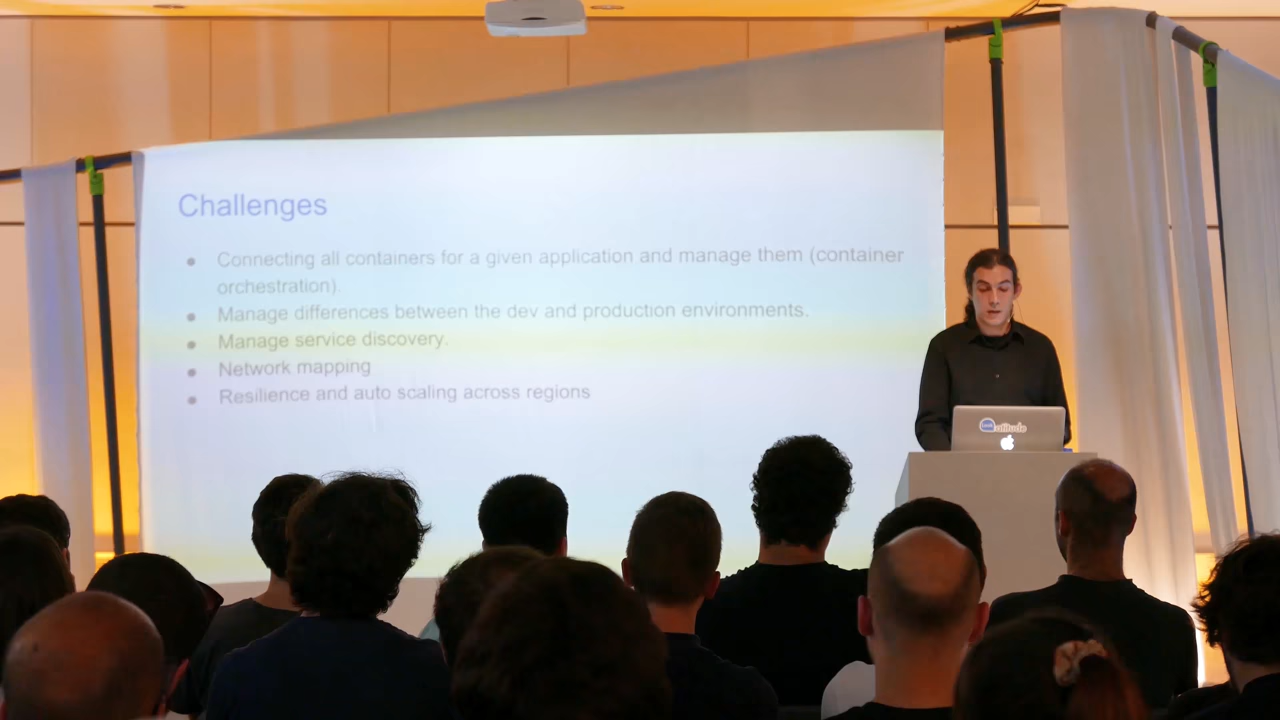 Challenges
Connecting all containers for a given application and manage them (container
orchestration).
Manage differences between the dev and production environments.
Manage service discovery.
Network mapping
Resilience and auto scaling across regions